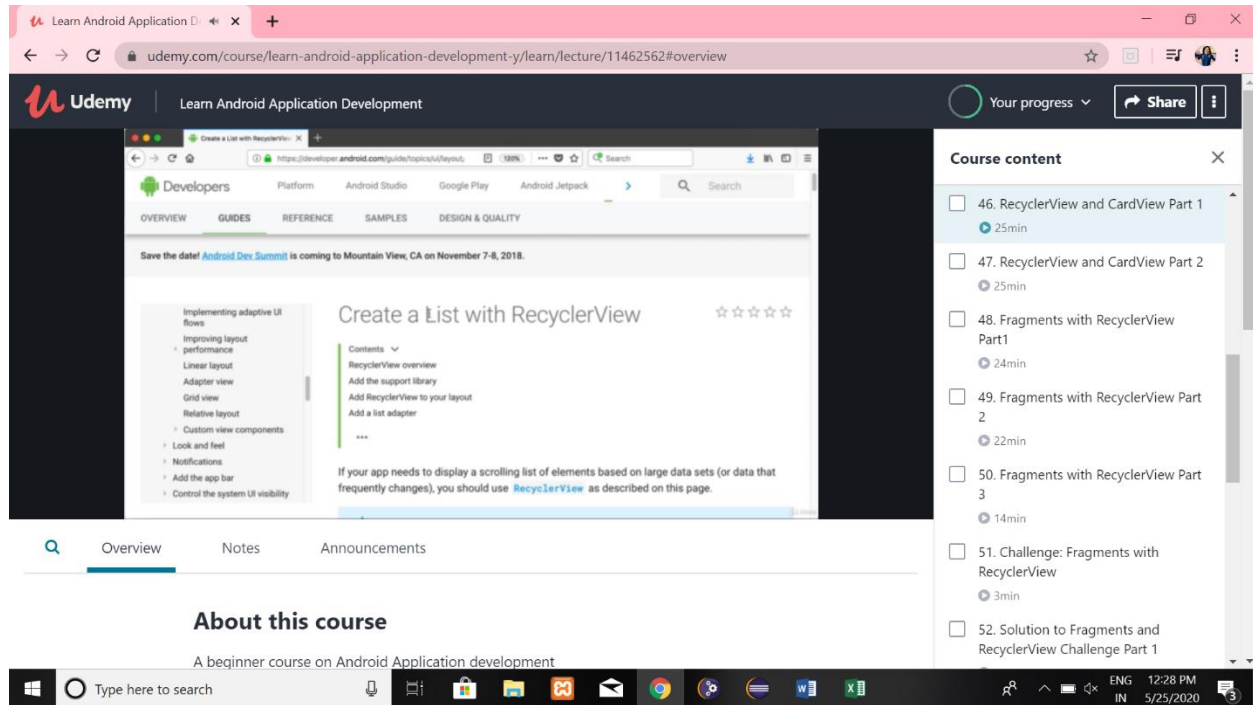 Learn Android Application D
udemy.com/course/learn-android-application-development-y/learn/lecture/11462562#overview
Udemy
Learn Android Application Development
Your progress
Share
Create a List with RecyclerView
https://developer.android.com/guide/topics/ui/layout,
120%
Search
Developers
Platform
Android Studio
Google Play
Android Jetpack
Search
OVERVIEW
GUIDES
REFERENCE
SAMPLES
DESIGN & QUALITY
Save the date! Android Dev Summit is coming to Mountain View, CA on November 7-8, 2018.
Implementing adaptive UI
flows
Improving layout
performance
Linear layout
Adapter view
Grid view
Relative layout
Custom view components
Look and feel
Notifications
Add the app bar
Control the system UI visibility
Create a List with RecyclerView
Contents
RecyclerView overview
Add the support library
Add RecyclerView to your layout
Add a list adapter
•••
If your app needs to display a scrolling list of elements based on large data sets (or data that
frequently changes), you should use RecyclerView as described on this page.
Course content
46. RecyclerView and CardView Part 1
25min
47. RecyclerView and CardView Part 2
25min
48. Fragments with RecyclerView
Part1
24min
49. Fragments with RecyclerView Part
2
22min
50. Fragments with RecyclerView Part
3
14min
51. Challenge: Fragments with
RecyclerView
3min
52. Solution to Fragments and
RecyclerView Challenge Part 1
Overview
Notes
Announcements
About this course
A beginner course on Android Application development
Type here to search
ENG
IN
12:28 PM
5/25/2020
3